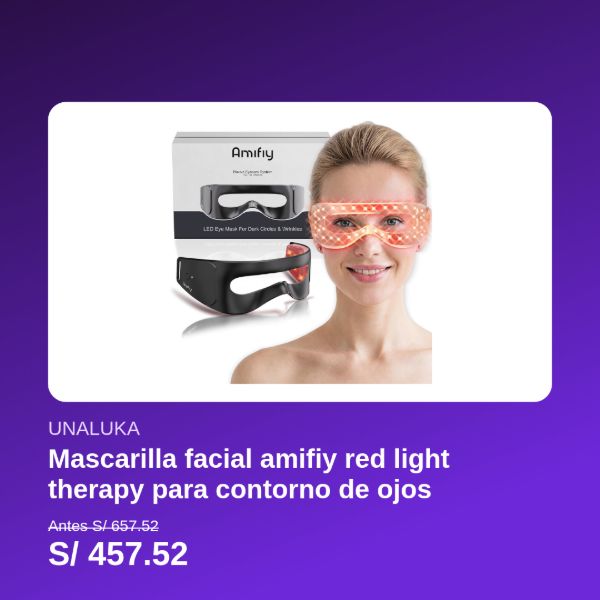 Amifiy
LED Eye Mask For Dark Circles & Wrinkles
Amifiy
UNALUKA
Mascarilla facial amifiy red light
therapy para contorno de ojos
Antes S/ 657.52
S/ 457.52